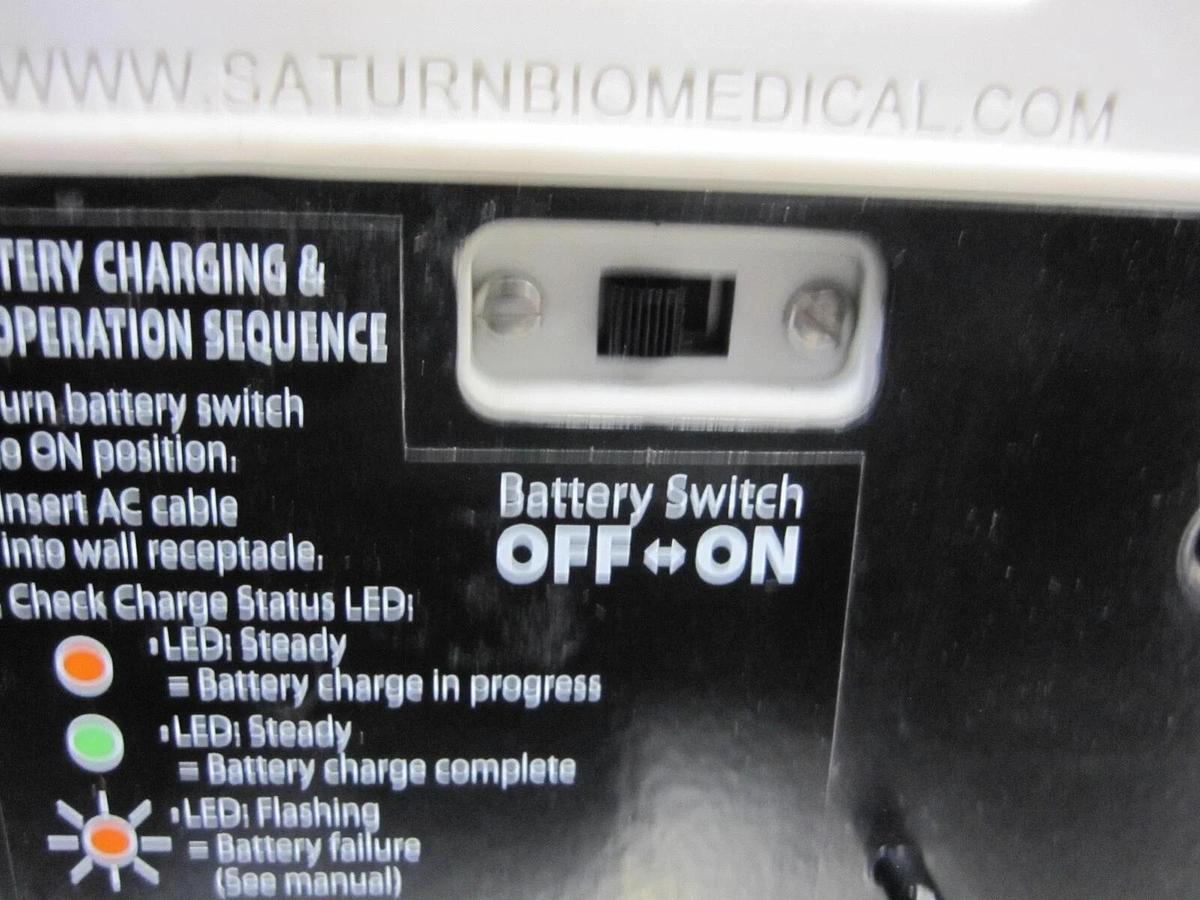 WWW.SATURNBIOMEDICAL.COM
TERY CHARGING &
OPERATION SEQUENCE
urn battery switch
o ON position.
Insert AC cable
into wall receptacle.
Check Charge Status LED:
: LED: Steady
= Battery charge in progress
: LED: Steady
= Battery charge complete
: LED: Flashing
= Battery failure
(See manual)
Battery Switch
OFF ↔ ON